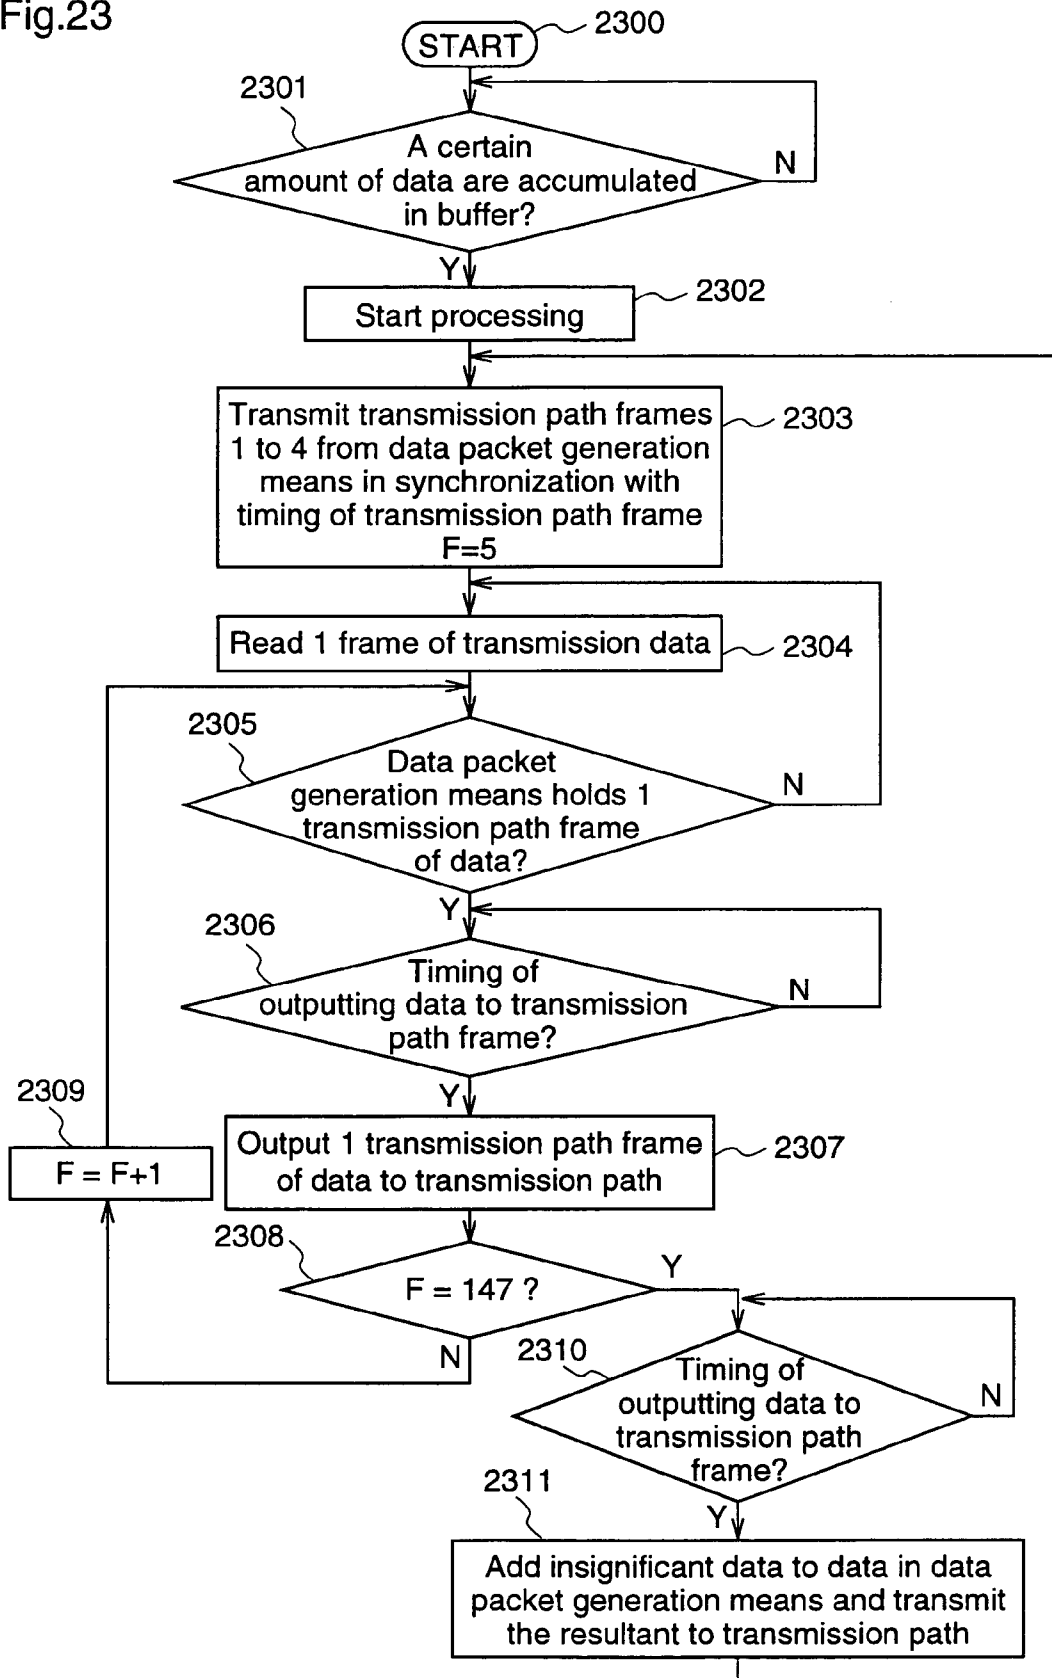 Fig.23
START
2300
2301
A certain
amount of data are accumulated
in buffer?
N
Y
2302
Start processing
Transmit transmission path frames
1 to 4 from data packet generation
means in synchronization with
timing of transmission path frame
F=5
2303
Read 1 frame of transmission data
2304
2305
Data packet
generation means holds 1
transmission path frame
of data?
N
Y
2306
Timing of
outputting data to transmission
path frame?
N
Y
2309
F = F+1
Output 1 transmission path frame
of data to transmission path
2307
2308
F = 147 ?
Y
N
2310
Timing of
outputting data to
transmission path
frame?
N
Y
2311
Add insignificant data to data in data
packet generation means and transmit
the resultant to transmission path